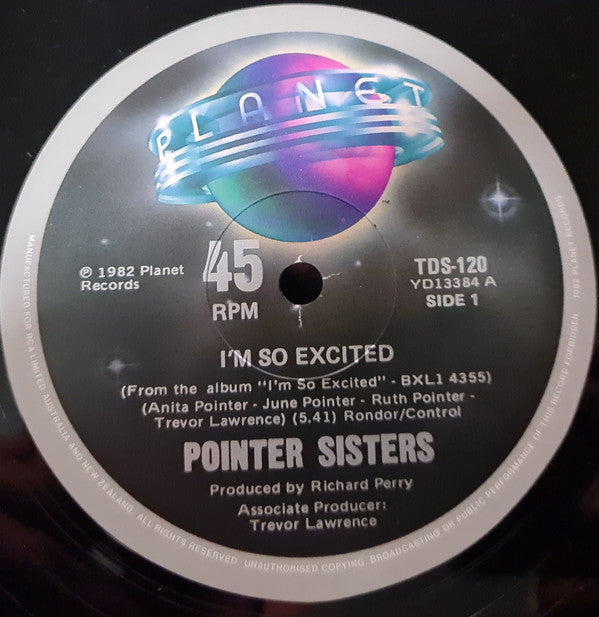 PLANET
TM
℗ 1982 Planet
Records
45
RPM
TDS-120
YD13384 A
SIDE 1
I'M SO EXCITED
(From the album "I'm So Excited" - BXL1 4355)
(Anita Pointer - June Pointer - Ruth Pointer -
Trevor Lawrence) (5.41) Rondor/Control
POINTER SISTERS
Produced by Richard Perry
Associate Producer:
Trevor Lawrence
MANUFACTURED FOR RCA LIMITED, AUSTRALIA AND NEW ZEALAND. ALL RIGHTS RESERVED. UNAUTHORISED COPYING, BROADCASTING OR PUBLIC PERFORMANCE OF THIS RECORD FORBIDDEN. 1982 PLANET RECORDS